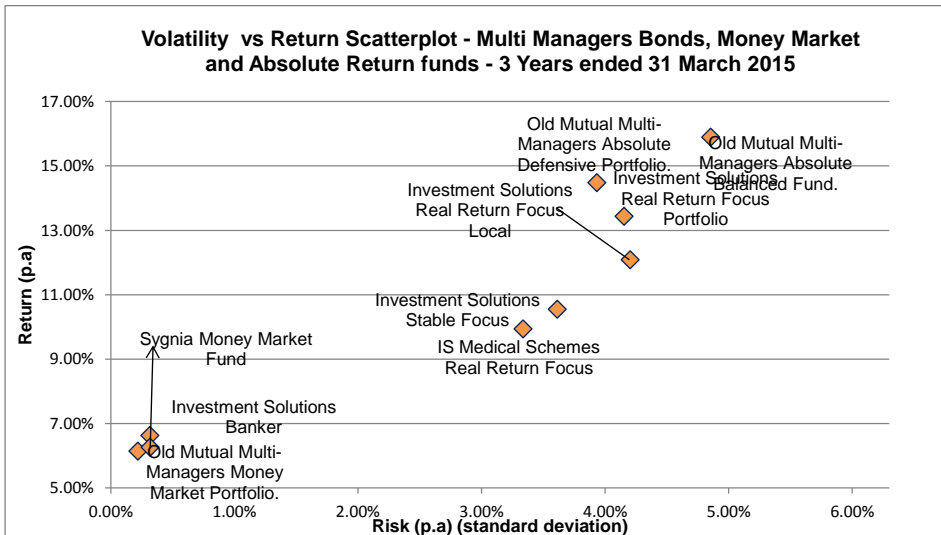 Volatility vs Return Scatterplot - Multi Managers Bonds, Money Market
and Absolute Return funds - 3 Years ended 31 March 2015
17.00%
15.00%
13.00%
11.00%
9.00%
7.00%
5.00%
Return (p.a)
Old Mutual Multi-
Managers Absolute
Defensive Portfolio.
Old Mutual Multi-
Managers Absolute
Balanced Fund.
Investment Solutions
Real Return Focus
Portfolio
Investment Solutions
Real Return Focus
Local
Investment Solutions
Stable Focus
IS Medical Schemes
Real Return Focus
Sygnia Money Market
Fund
Investment Solutions
Banker
Old Mutual Multi-
Managers Money
Market Portfolio.
0.00%
1.00%
2.00%
3.00%
4.00%
5.00%
6.00%
Risk (p.a) (standard deviation)